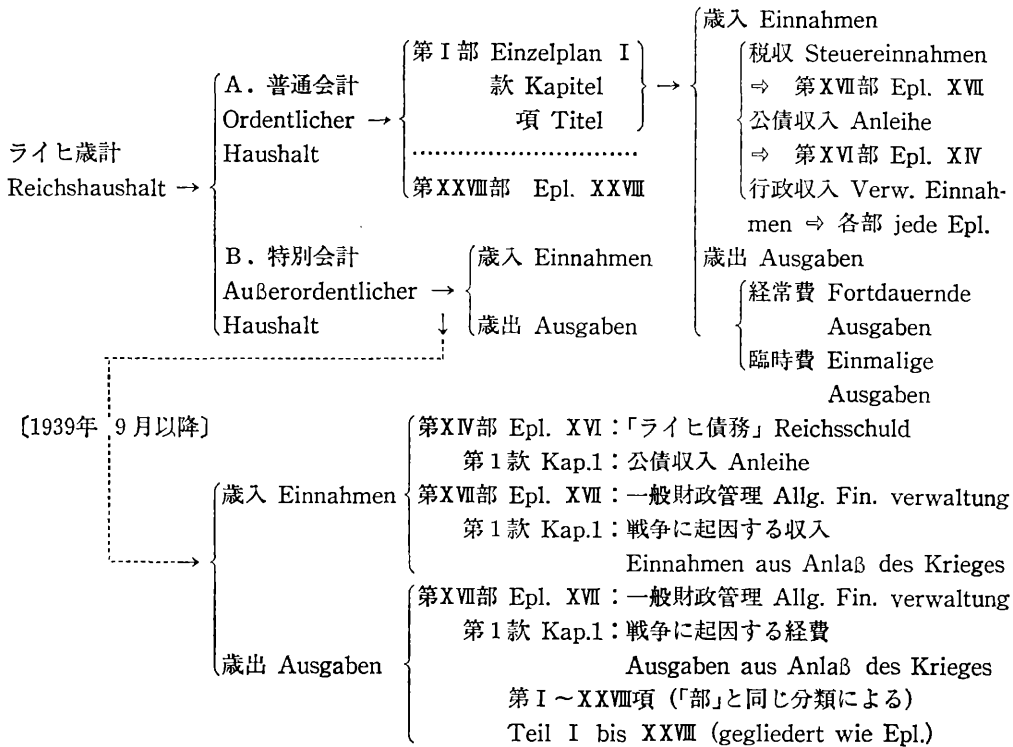 ライヒ歳計
Reichshaushalt →
A. 普通会計
Ordentlicher →
Haushalt
第Ⅰ部 Einzelplan Ⅰ
款 Kapitel
項 Titel
→
第XXⅧ部 Epl. XXⅧ
歳入 Einnahmen
税収 Steuereinnahmen
⇨ 第XⅦ部 Epl. XⅦ
公債収入 Anleihe
⇨ 第XⅥ部 Epl. XⅣ
行政収入 Verw. Einnah-
men ⇨ 各部 jede Epl.
歳出 Ausgaben
経常費 Fortdauernde
Ausgaben
臨時費 Einmalige
Ausgaben
B. 特別会計
Außerordentlicher →
Haushalt
歳入 Einnahmen
歳出 Ausgaben
〔1939年 9月以降〕
歳入 Einnahmen
第XⅣ部 Epl. XⅥ:「ライヒ債務」Reichsschuld
第1款 Kap.1:公債収入 Anleihe
第XⅦ部 Epl. XⅦ:一般財政管理 Allg. Fin. verwaltung
第1款 Kap.1:戦争に起因する収入
Einnahmen aus Anlaß des Krieges
歳出 Ausgaben
第XⅦ部 Epl. XⅦ:一般財政管理 Allg. Fin. verwaltung
第1款 Kap.1:戦争に起因する経費
Ausgaben aus Anlaß des Krieges
第Ⅰ~XXⅧ項 (「部」と同じ分類による)
Teil Ⅰ bis XXⅧ (gegliedert wie Epl.)